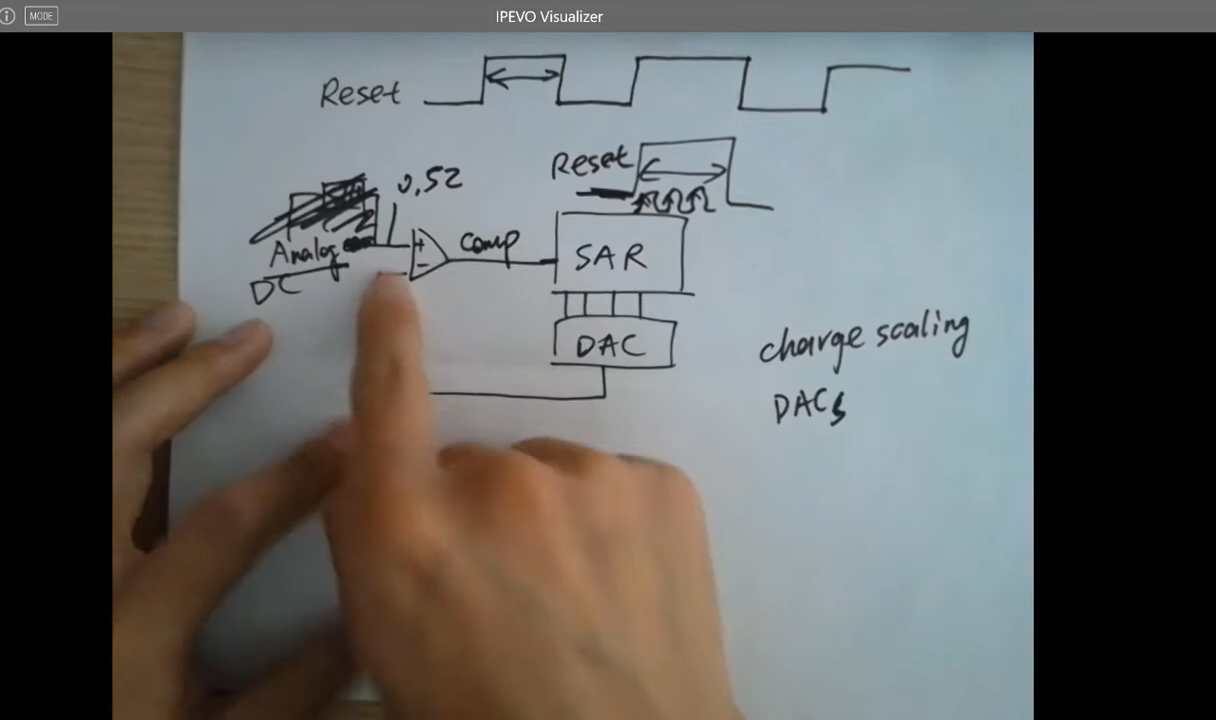 MODE
IPEVO Visualizer
Reset
Reset
0.52
Analog
DC
+
-
comp
SAR
DAC
charge scaling
DACs